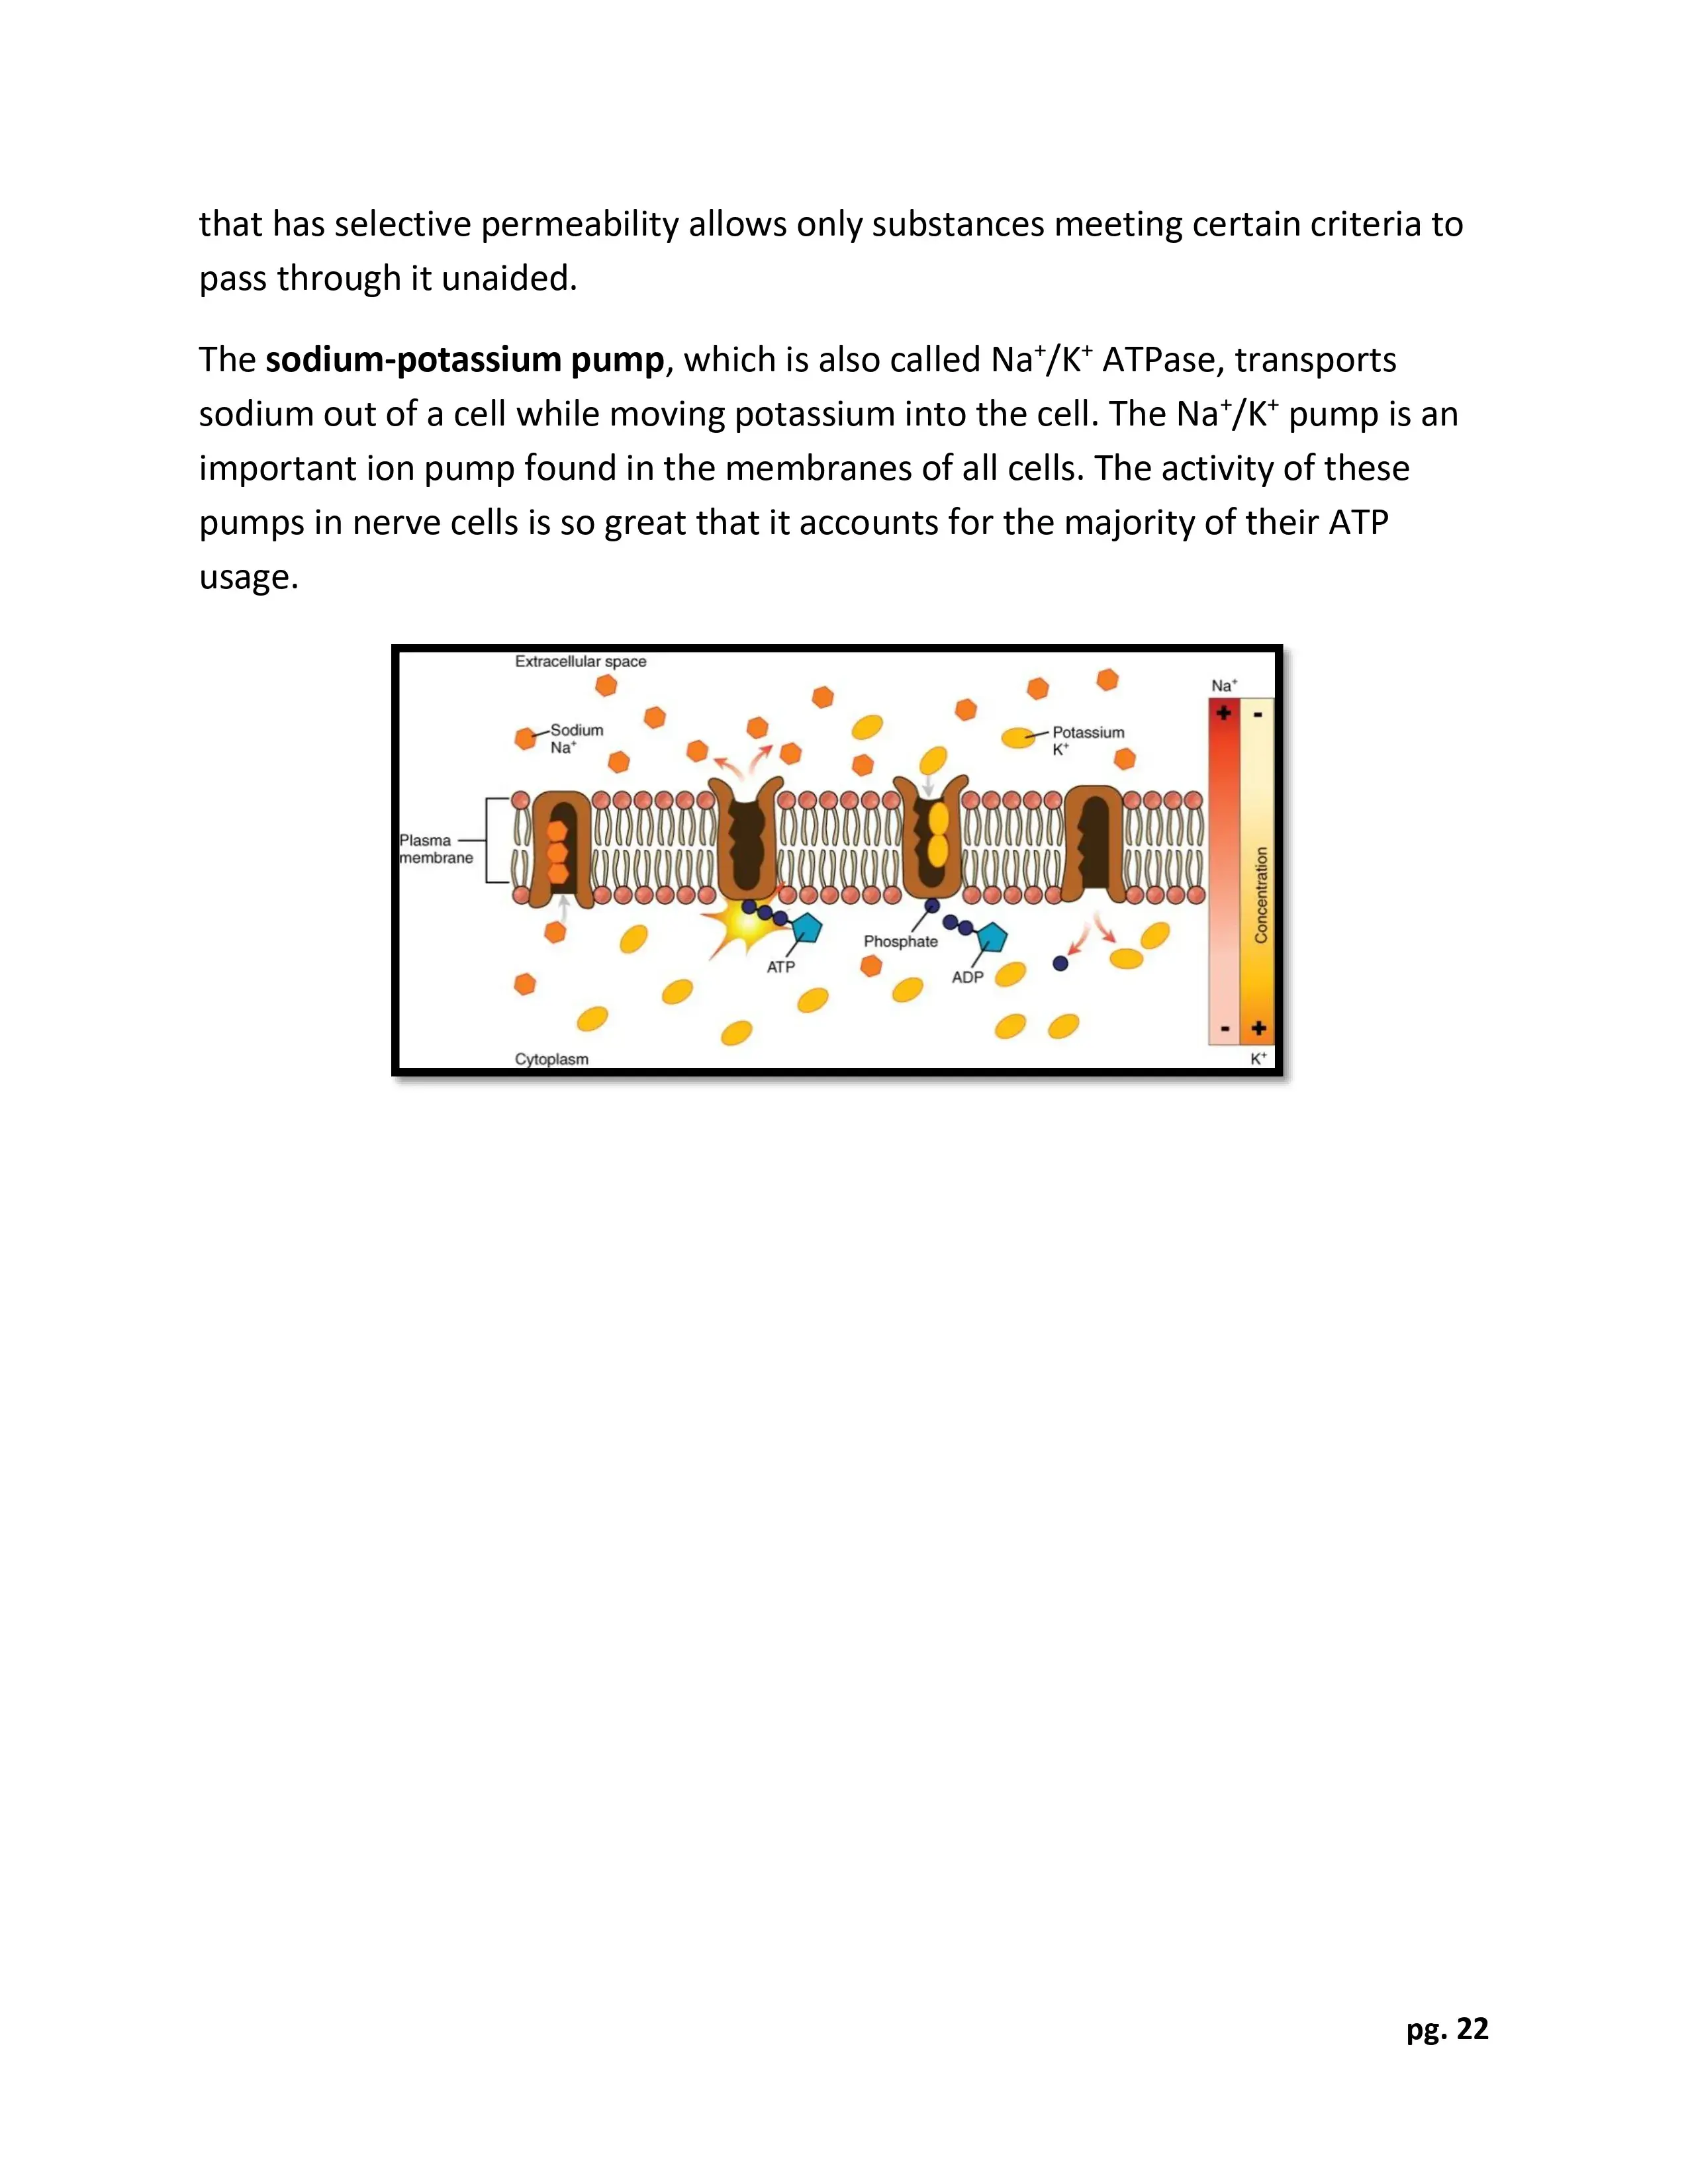 that has selective permeability allows only substances meeting certain criteria to
pass through it unaided.
The sodium-potassium pump, which is also called Na⁺/K⁺ ATPase, transports
sodium out of a cell while moving potassium into the cell. The Na⁺/K⁺ pump is an
important ion pump found in the membranes of all cells. The activity of these
pumps in nerve cells is so great that it accounts for the majority of their ATP
usage.
Extracellular space
Na⁺
+ -
Sodium
Na⁺
Potassium
K⁺
Plasma
membrane
Concentration
Phosphate
ATP
ADP
- +
Cytoplasm
K⁺
pg. 22